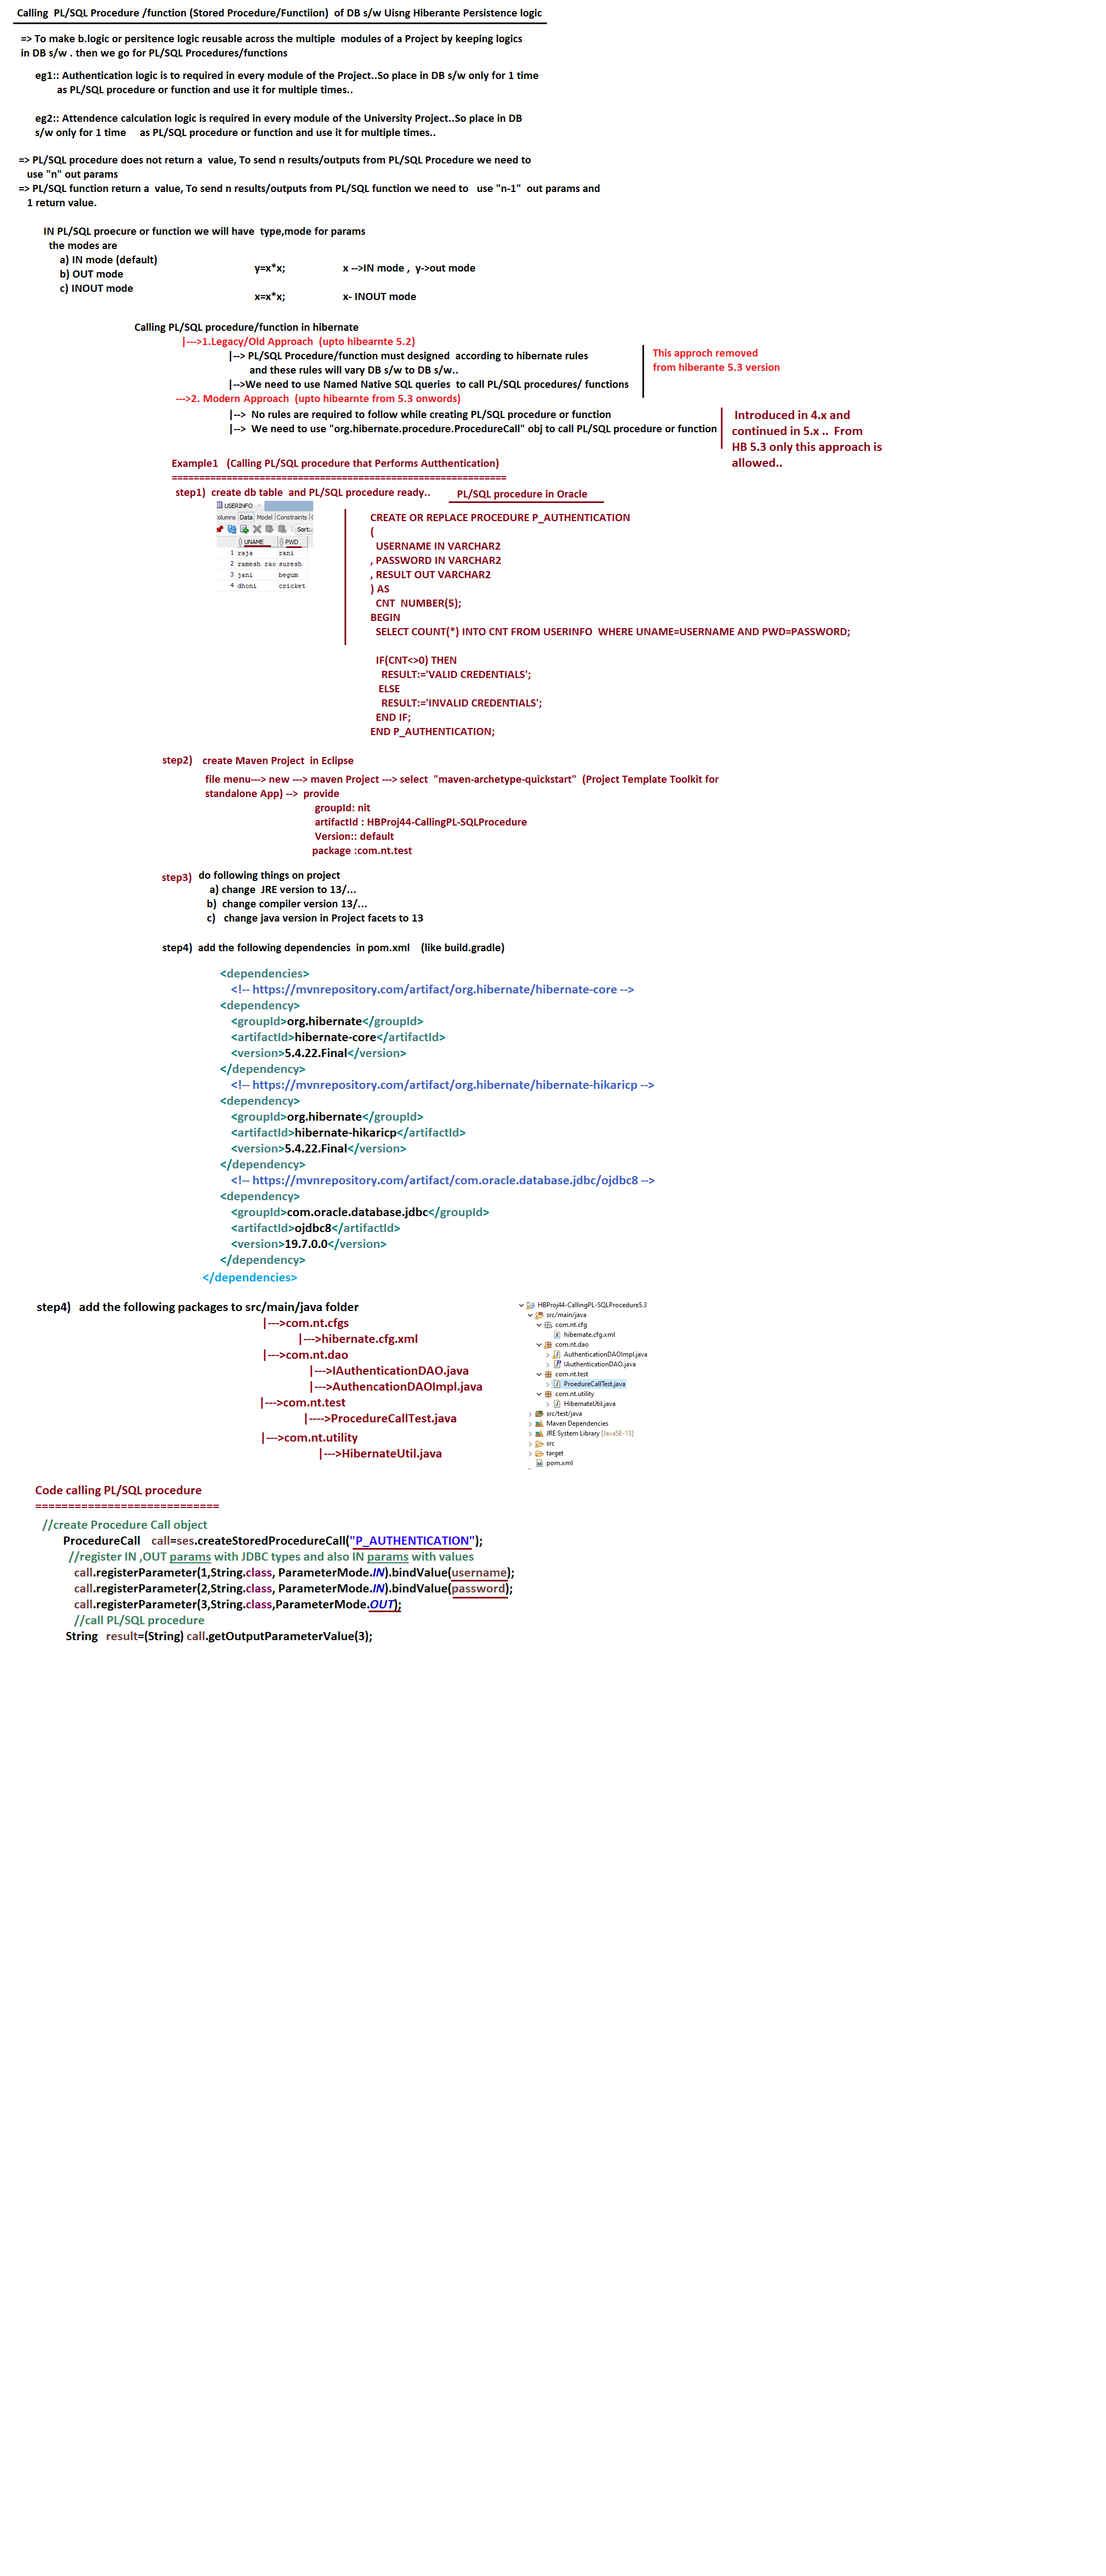 Calling PL/SQL Procedure /function (Stored Procedure/Functiion) of DB s/w Uisng Hiberante Persistence logic
=> To make b.logic or persitence logic reusable across the multiple modules of a Project by keeping logics
in DB s/w . then we go for PL/SQL Procedures/functions
eg1:: Authentication logic is to required in every module of the Project..So place in DB s/w only for 1 time
as PL/SQL procedure or function and use it for multiple times..
eg2:: Attendence calculation logic is required in every module of the University Project..So place in DB
s/w only for 1 time as PL/SQL procedure or function and use it for multiple times..
=> PL/SQL procedure does not return a value, To send n results/outputs from PL/SQL Procedure we need to
use "n" out params
=> PL/SQL function return a value, To send n results/outputs from PL/SQL function we need to use "n-1" out params and
1 return value.
IN PL/SQL proecure or function we will have type,mode for params
the modes are
a) IN mode (default)
b) OUT mode
c) INOUT mode
y=x*x; x -->IN mode , y->out mode
x=x*x; x- INOUT mode
Calling PL/SQL procedure/function in hibernate
|--->1.Legacy/Old Approach (upto hibearnte 5.2)
|--> PL/SQL Procedure/function must designed according to hibernate rules
and these rules will vary DB s/w to DB s/w..
|-->We need to use Named Native SQL queries to call PL/SQL procedures/ functions
This approch removed
from hiberante 5.3 version
--->2. Modern Approach (upto hibearnte from 5.3 onwords)
|--> No rules are required to follow while creating PL/SQL procedure or function
|--> We need to use "org.hibernate.procedure.ProcedureCall" obj to call PL/SQL procedure or function
Introduced in 4.x and
continued in 5.x .. From
HB 5.3 only this approach is
allowed..
Example1 (Calling PL/SQL procedure that Performs Autthentication)
=============================================================
step1) create db table and PL/SQL procedure ready..
PL/SQL procedure in Oracle
USERINFO
olumns Data Model Constraints
Sort..
UNAME PWD
1 raja rani
2 ramesh rao suresh
3 jani begum
4 dhoni cricket
CREATE OR REPLACE PROCEDURE P_AUTHENTICATION
(
USERNAME IN VARCHAR2
, PASSWORD IN VARCHAR2
, RESULT OUT VARCHAR2
) AS
CNT NUMBER(5);
BEGIN
SELECT COUNT(*) INTO CNT FROM USERINFO WHERE UNAME=USERNAME AND PWD=PASSWORD;
IF(CNT<>0) THEN
RESULT:='VALID CREDENTIALS';
ELSE
RESULT:='INVALID CREDENTIALS';
END IF;
END P_AUTHENTICATION;
step2) create Maven Project in Eclipse
file menu---> new ---> maven Project ---> select "maven-archetype-quickstart" (Project Template Toolkit for
standalone App) --> provide
groupId: nit
artifactId : HBProj44-CallingPL-SQLProcedure
Version:: default
package :com.nt.test
step3) do following things on project
a) change JRE version to 13/...
b) change compiler version 13/...
c) change java version in Project facets to 13
step4) add the following dependencies in pom.xml (like build.gradle)
<dependencies>
<!-- https://mvnrepository.com/artifact/org.hibernate/hibernate-core -->
<dependency>
<groupId>org.hibernate</groupId>
<artifactId>hibernate-core</artifactId>
<version>5.4.22.Final</version>
</dependency>
<!-- https://mvnrepository.com/artifact/org.hibernate/hibernate-hikaricp -->
<dependency>
<groupId>org.hibernate</groupId>
<artifactId>hibernate-hikaricp</artifactId>
<version>5.4.22.Final</version>
</dependency>
<!-- https://mvnrepository.com/artifact/com.oracle.database.jdbc/ojdbc8 -->
<dependency>
<groupId>com.oracle.database.jdbc</groupId>
<artifactId>ojdbc8</artifactId>
<version>19.7.0.0</version>
</dependency>
</dependencies>
step4) add the following packages to src/main/java folder
|--->com.nt.cfgs
|--->hibernate.cfg.xml
|--->com.nt.dao
|--->IAuthenticationDAO.java
|--->AuthencationDAOImpl.java
|--->com.nt.test
|---->ProcedureCallTest.java
|--->com.nt.utility
|--->HibernateUtil.java
HBProj44-CallingPL-SQLProcedure5.3
src/main/java
com.nt.cfg
hibernate.cfg.xml
com.nt.dao
AuthenticationDAOImpl.java
IAuthenticationDAO.java
com.nt.test
ProedureCallTest.java
com.nt.utility
HibernateUtil.java
src/test/java
Maven Dependencies
JRE System Library [JavaSE-13]
src
target
pom.xml
Code calling PL/SQL procedure
============================
//create Procedure Call object
ProcedureCall call=ses.createStoredProcedureCall("P_AUTHENTICATION");
//register IN ,OUT params with JDBC types and also IN params with values
call.registerParameter(1,String.class, ParameterMode.IN).bindValue(username);
call.registerParameter(2,String.class, ParameterMode.IN).bindValue(password);
call.registerParameter(3,String.class,ParameterMode.OUT);
//call PL/SQL procedure
String result=(String) call.getOutputParameterValue(3);